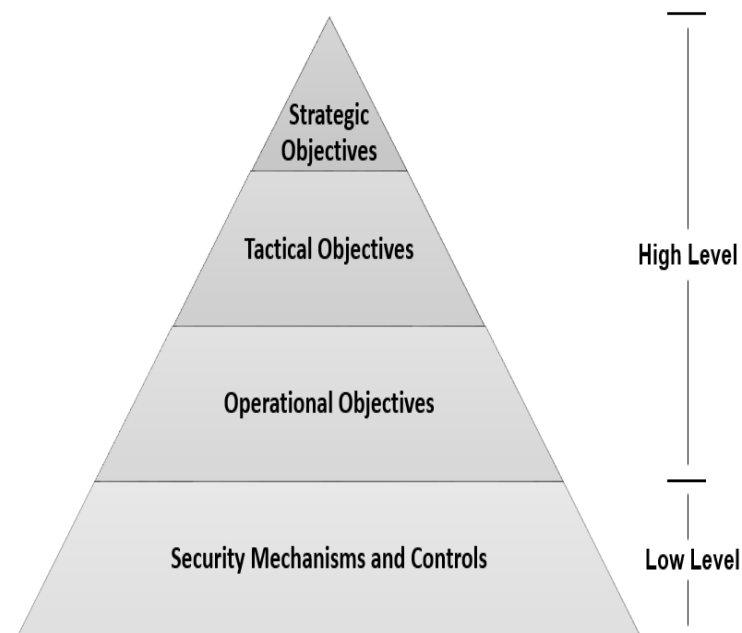 Strategic
Objectives
Tactical Objectives
High Level
Operational Objectives
Security Mechanisms and Controls
Low Level